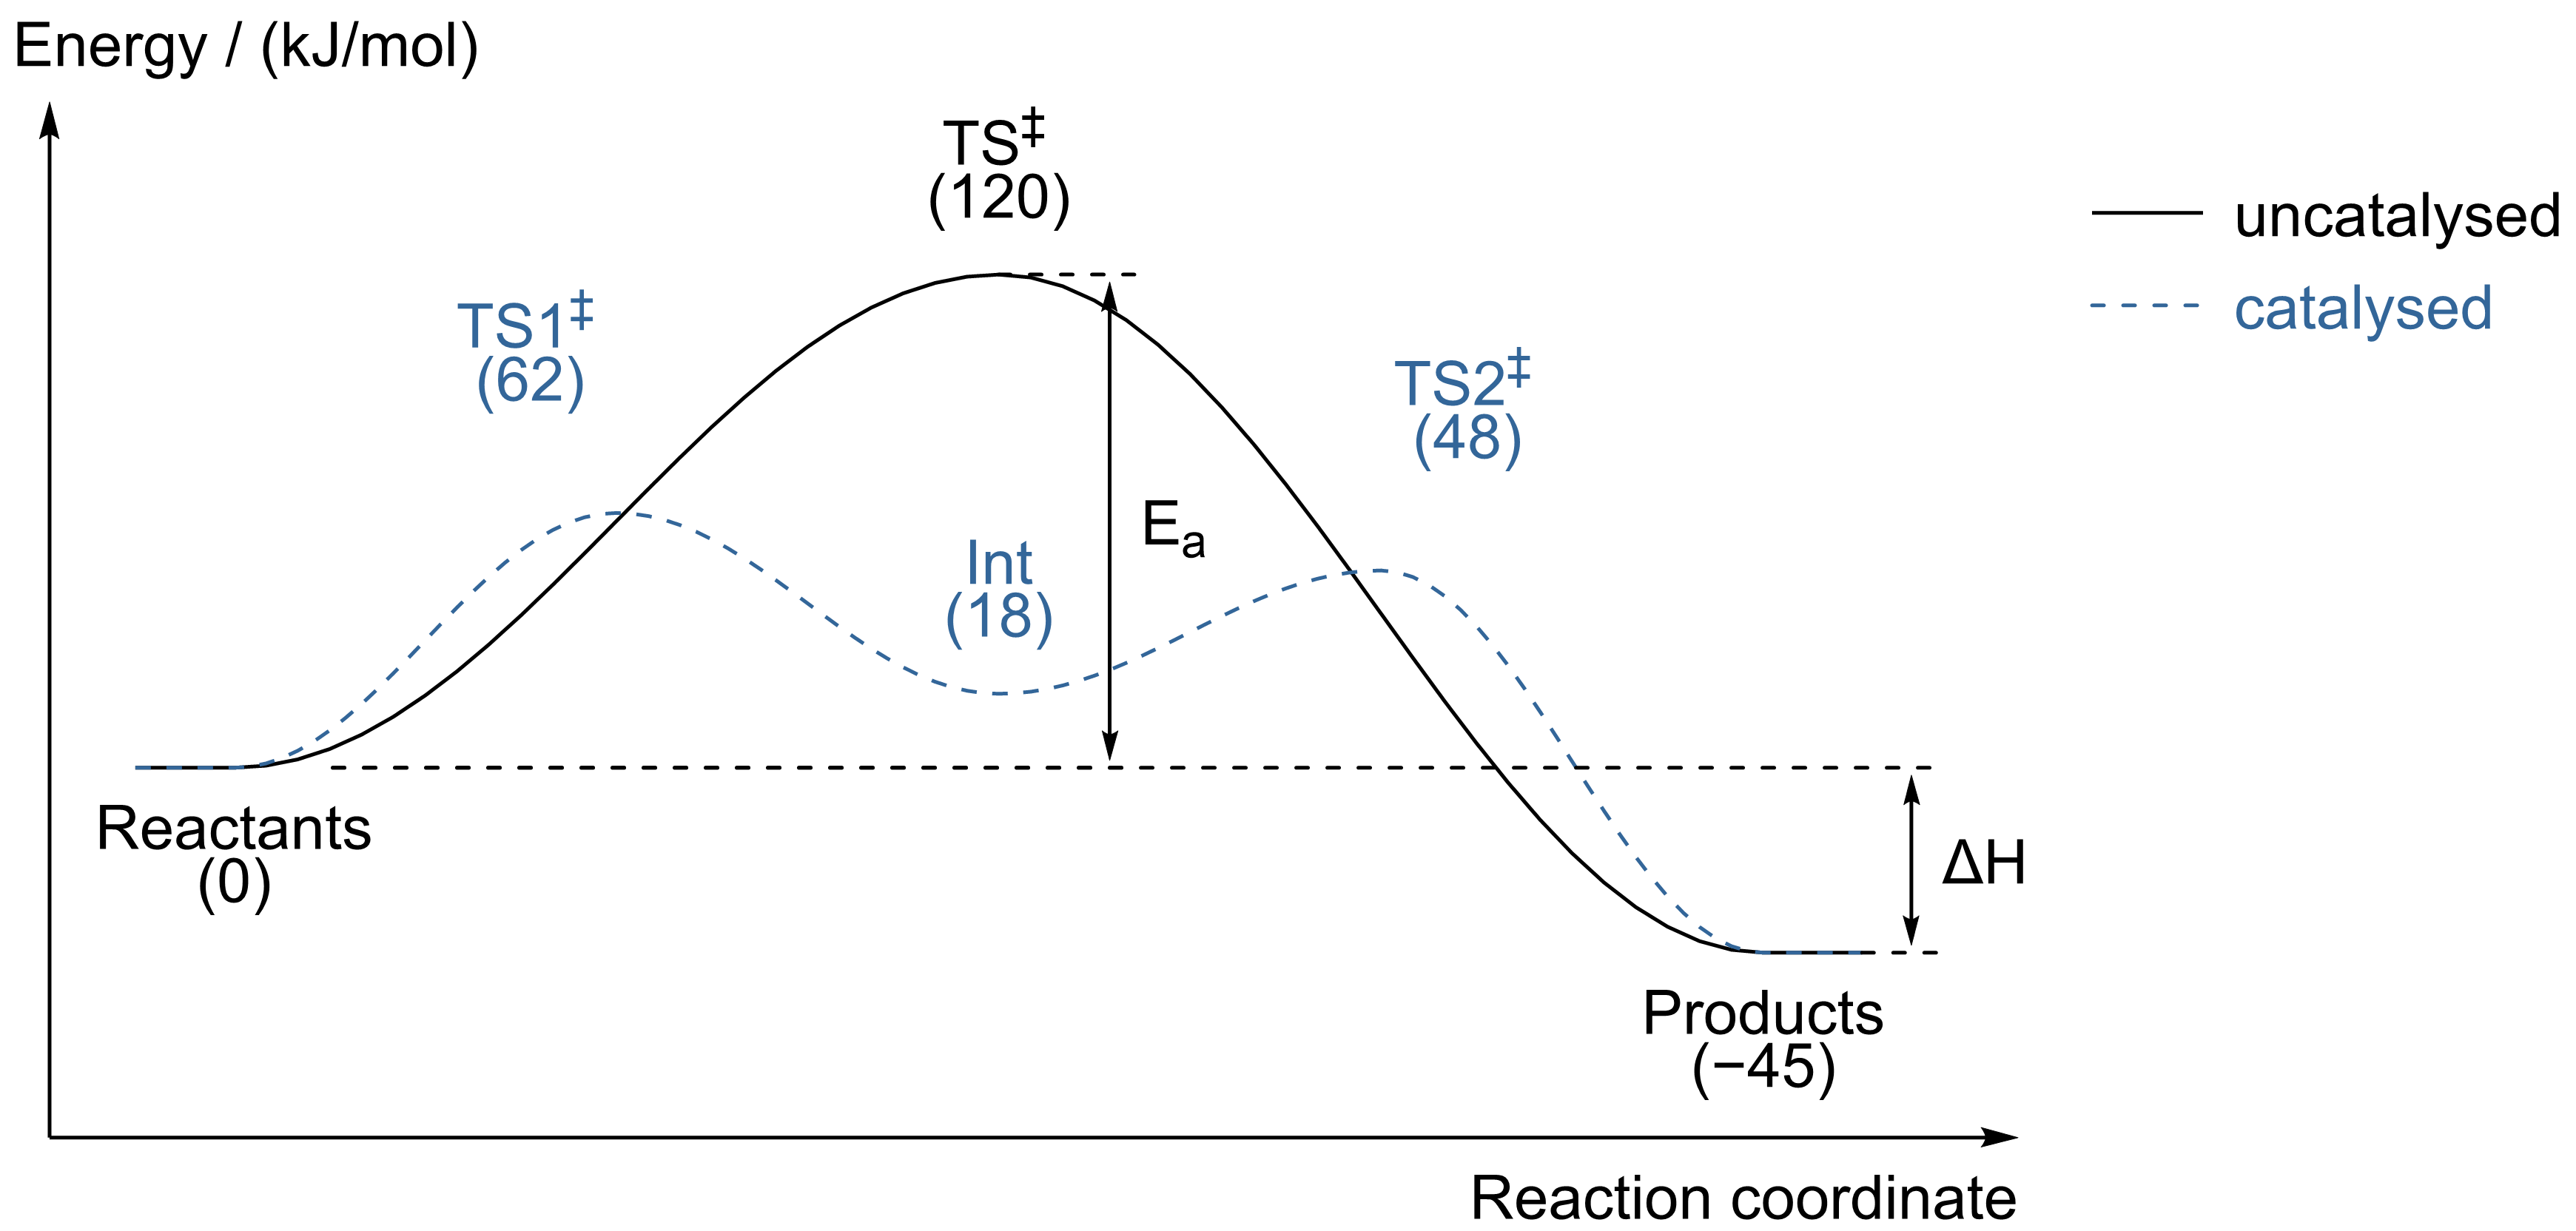 Energy / (kJ/mol)
TS‡
(120)
uncatalysed
catalysed
TS1‡
(62)
TS2‡
(48)
Eₐ
Int
(18)
Reactants
(0)
ΔH
Products
(−45)
Reaction coordinate